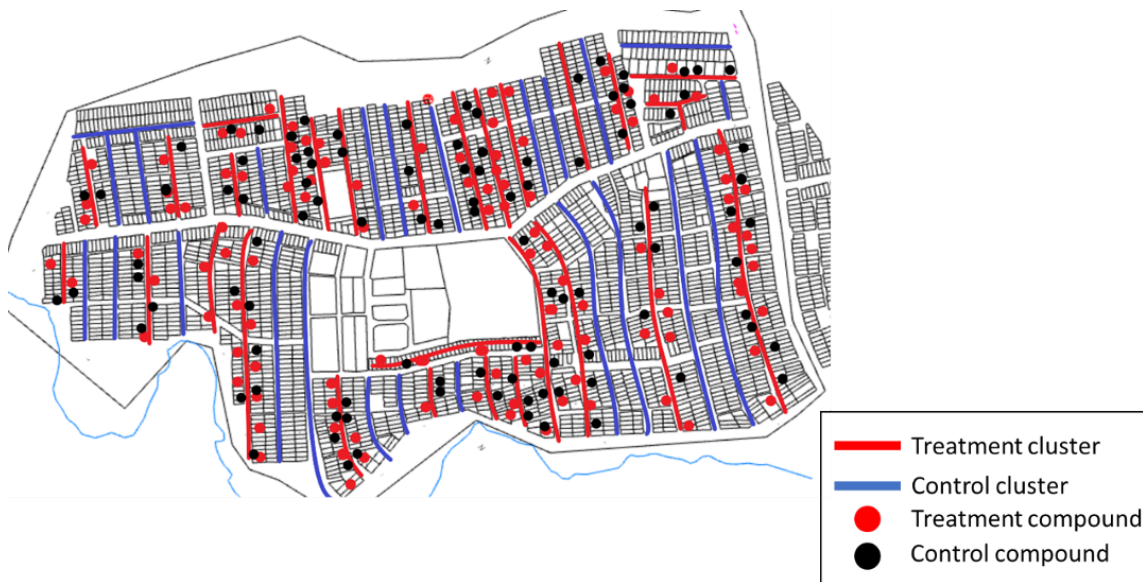 Treatment cluster
Control cluster
Treatment compound
Control compound